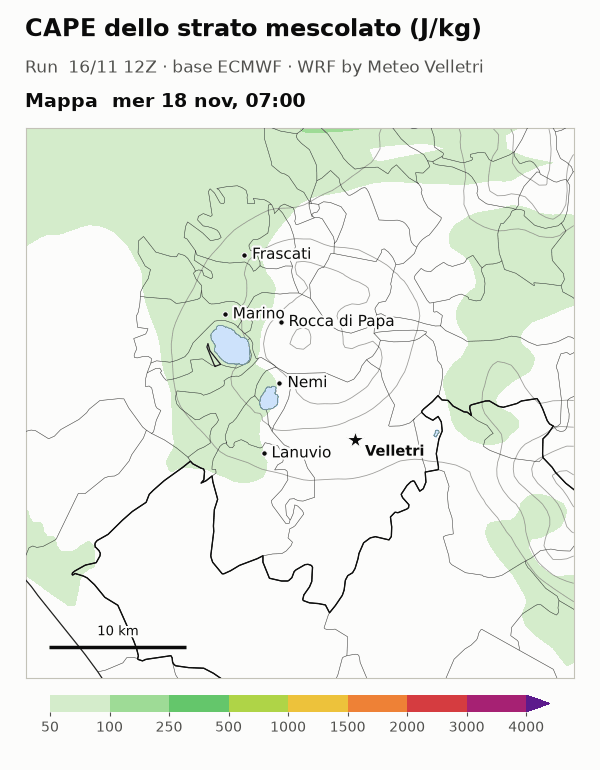 CAPE dello strato mescolato (J/kg)
Run  16/11 12Z · base ECMWF · WRF by Meteo Velletri
Mappa  mer 18 nov, 07:00
Frascati
Marino
Rocca di Papa
Nemi
Velletri
Lanuvio
10 km
50 100 250 500 1000 1500 2000 3000 4000